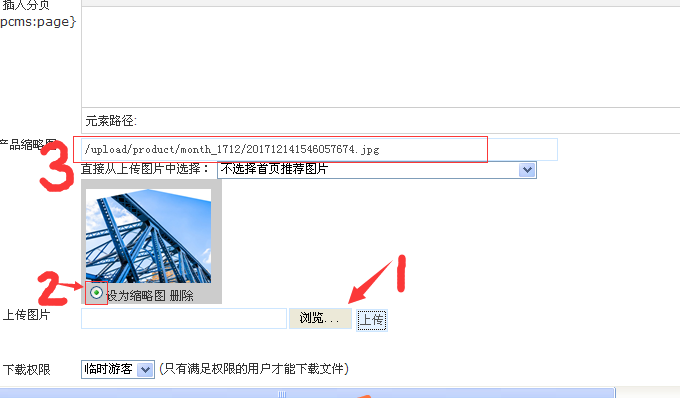 插入分页
pcms:page}
元素路径:
产品缩略图
/upload/product/month_1712/201712141546057674.jpg
3
直接从上传图片中选择： 不选择首页推荐图片
1
2
设为缩略图 删除
上传图片
浏览... 上传
下载权限
临时游客 (只有满足权限的用户才能下载文件)